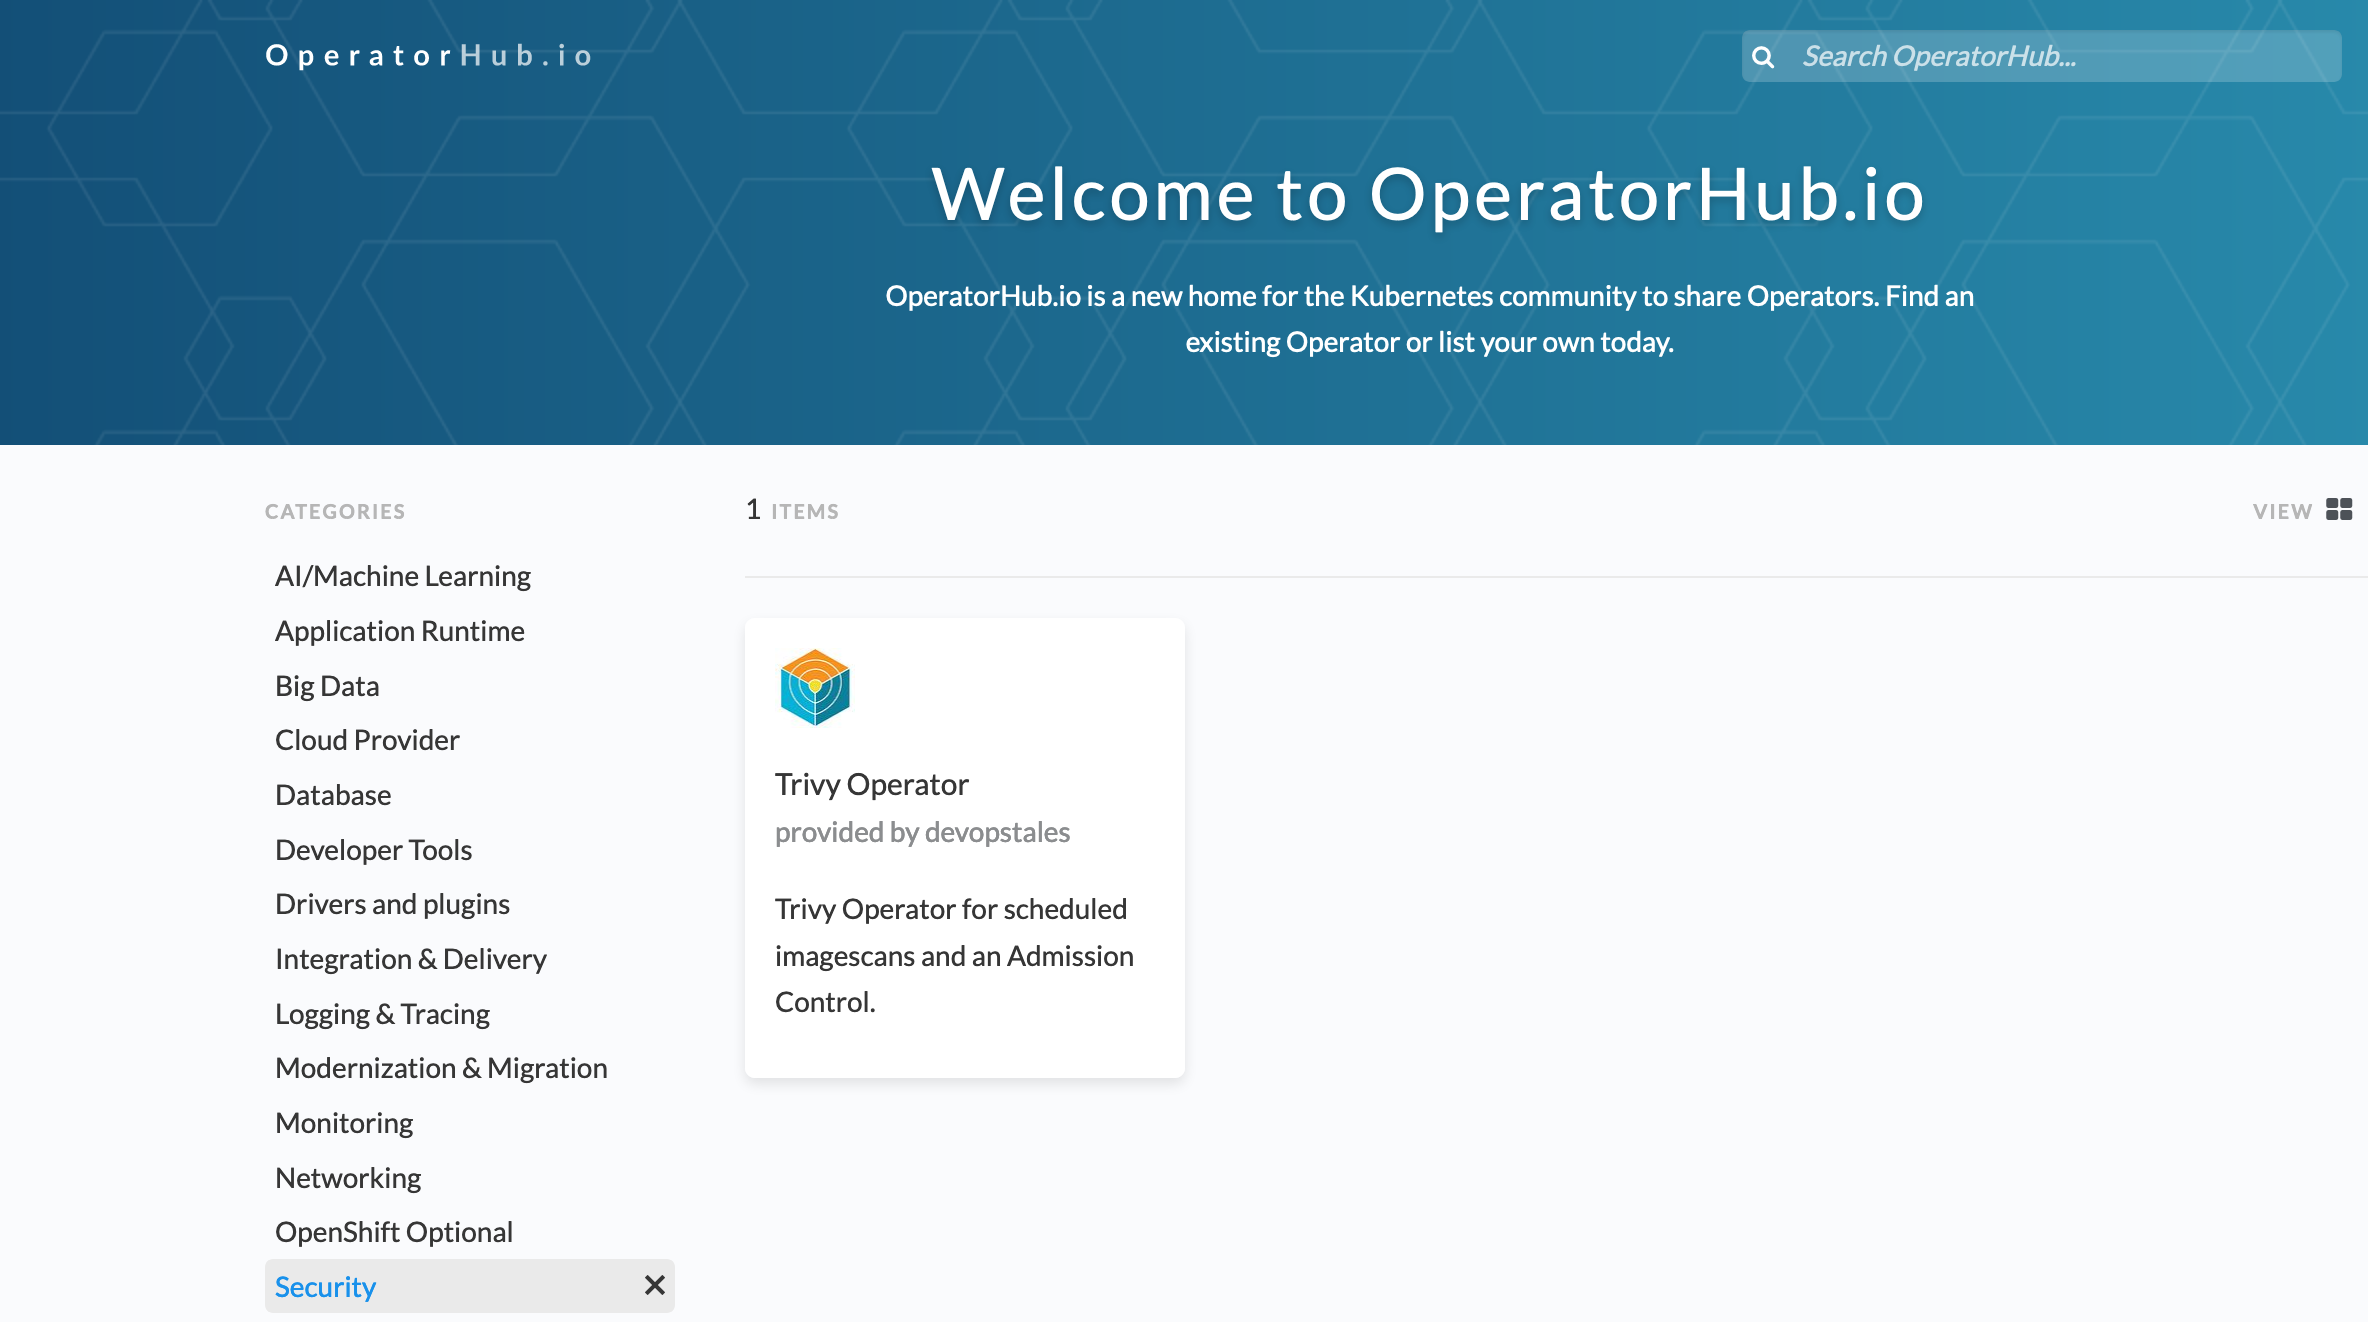 OperatorHub.io
Search OperatorHub...
Welcome to OperatorHub.io
OperatorHub.io is a new home for the Kubernetes community to share Operators. Find an
existing Operator or list your own today.
CATEGORIES
AI/Machine Learning
Application Runtime
Big Data
Cloud Provider
Database
Developer Tools
Drivers and plugins
Integration & Delivery
Logging & Tracing
Modernization & Migration
Monitoring
Networking
OpenShift Optional
Security
1 ITEMS
VIEW
Trivy Operator
provided by devopstales
Trivy Operator for scheduled
imagescans and an Admission
Control.